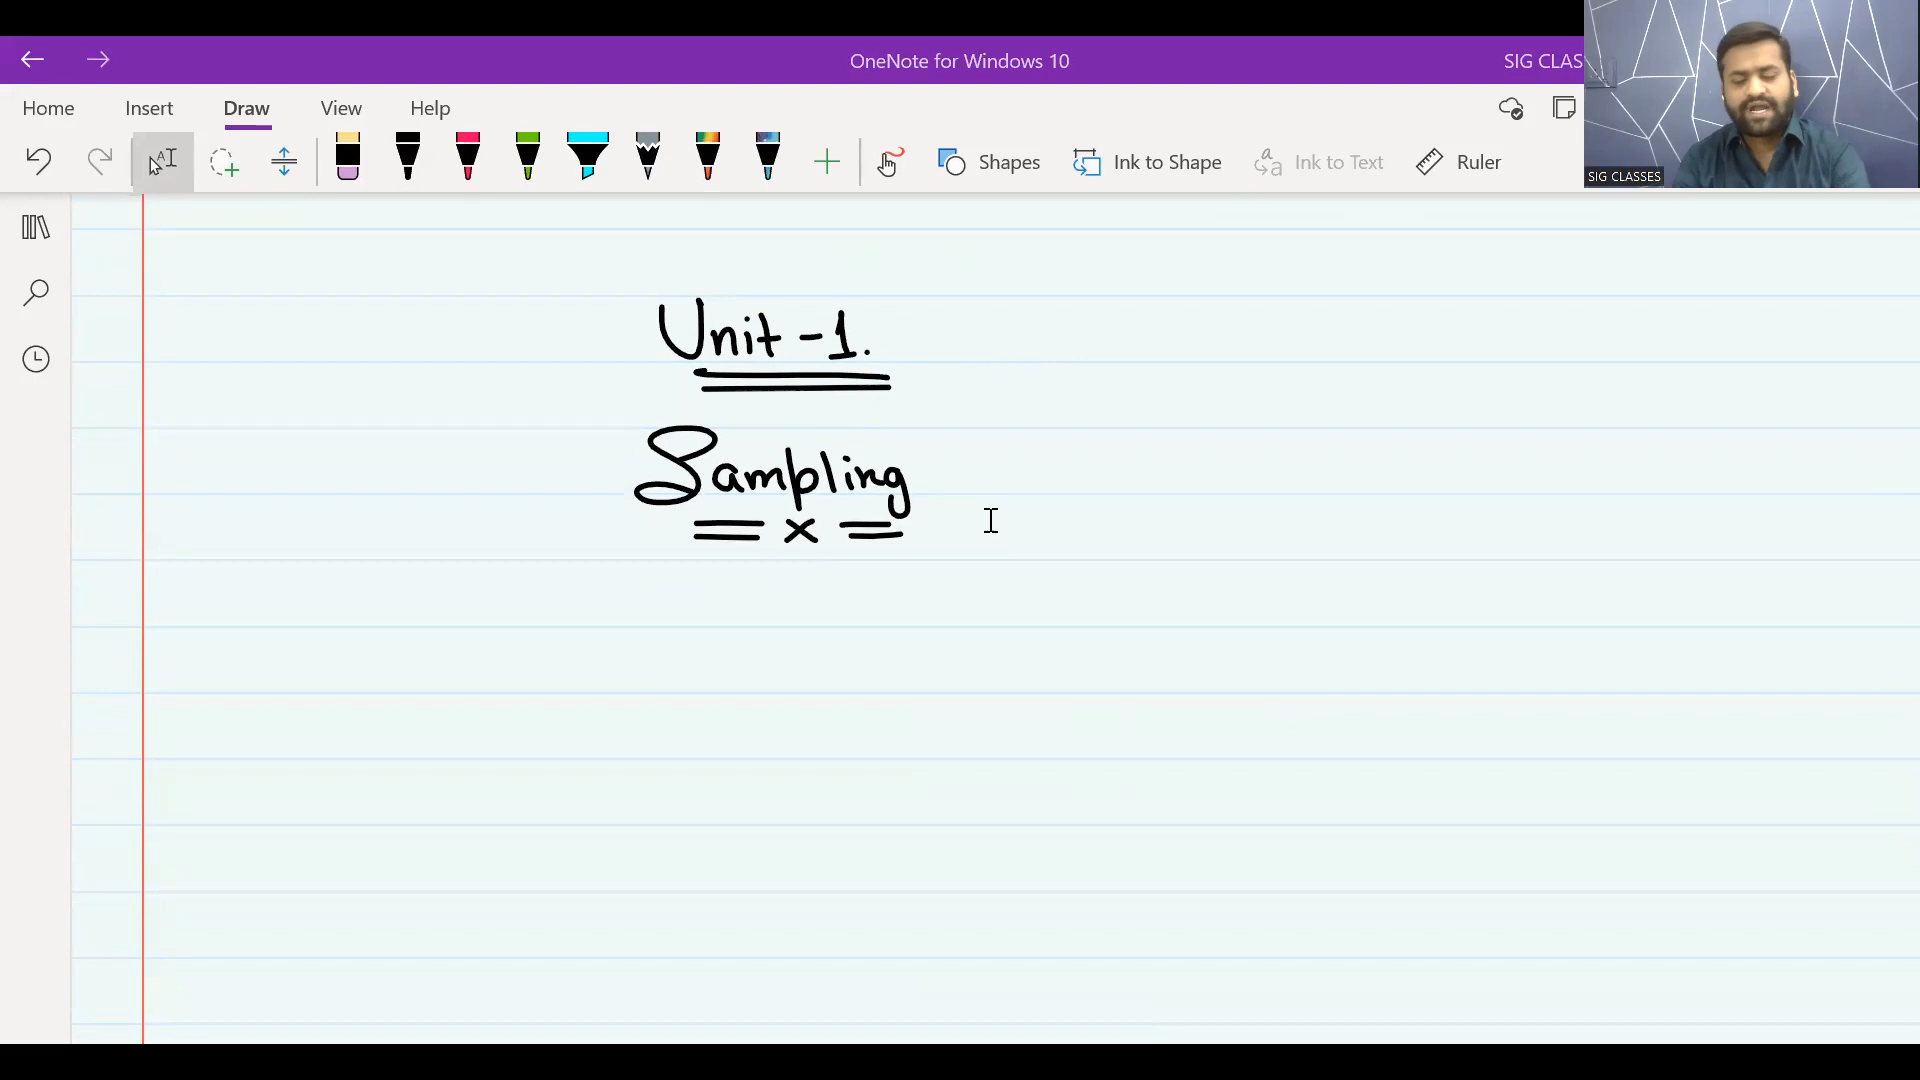 OneNote for Windows 10
SIG CLAS
Home Insert Draw View Help
Shapes Ink to Shape Ink to Text Ruler
SIG CLASSES
Unit -1.
Sampling